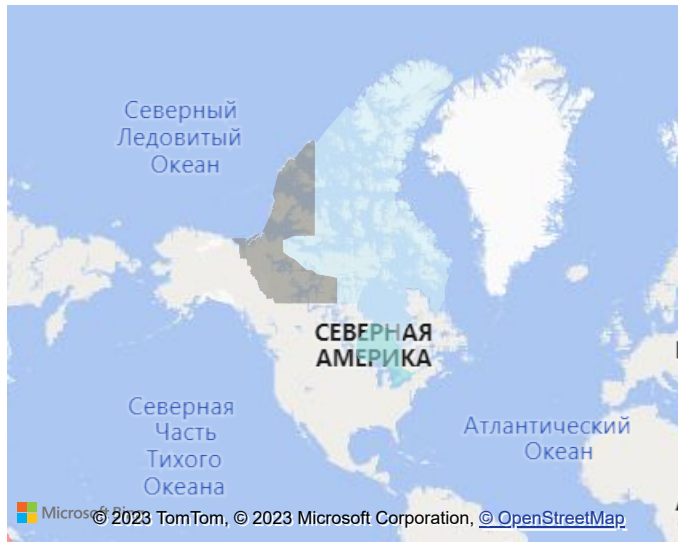 Северный
Ледовитый
Океан
СЕВЕРНАЯ
АМЕРИКА
Северная
Часть
Тихого
Океана
Атлантический
Океан
Microsoft Bing
© 2023 TomTom, © 2023 Microsoft Corporation, © OpenStreetMap